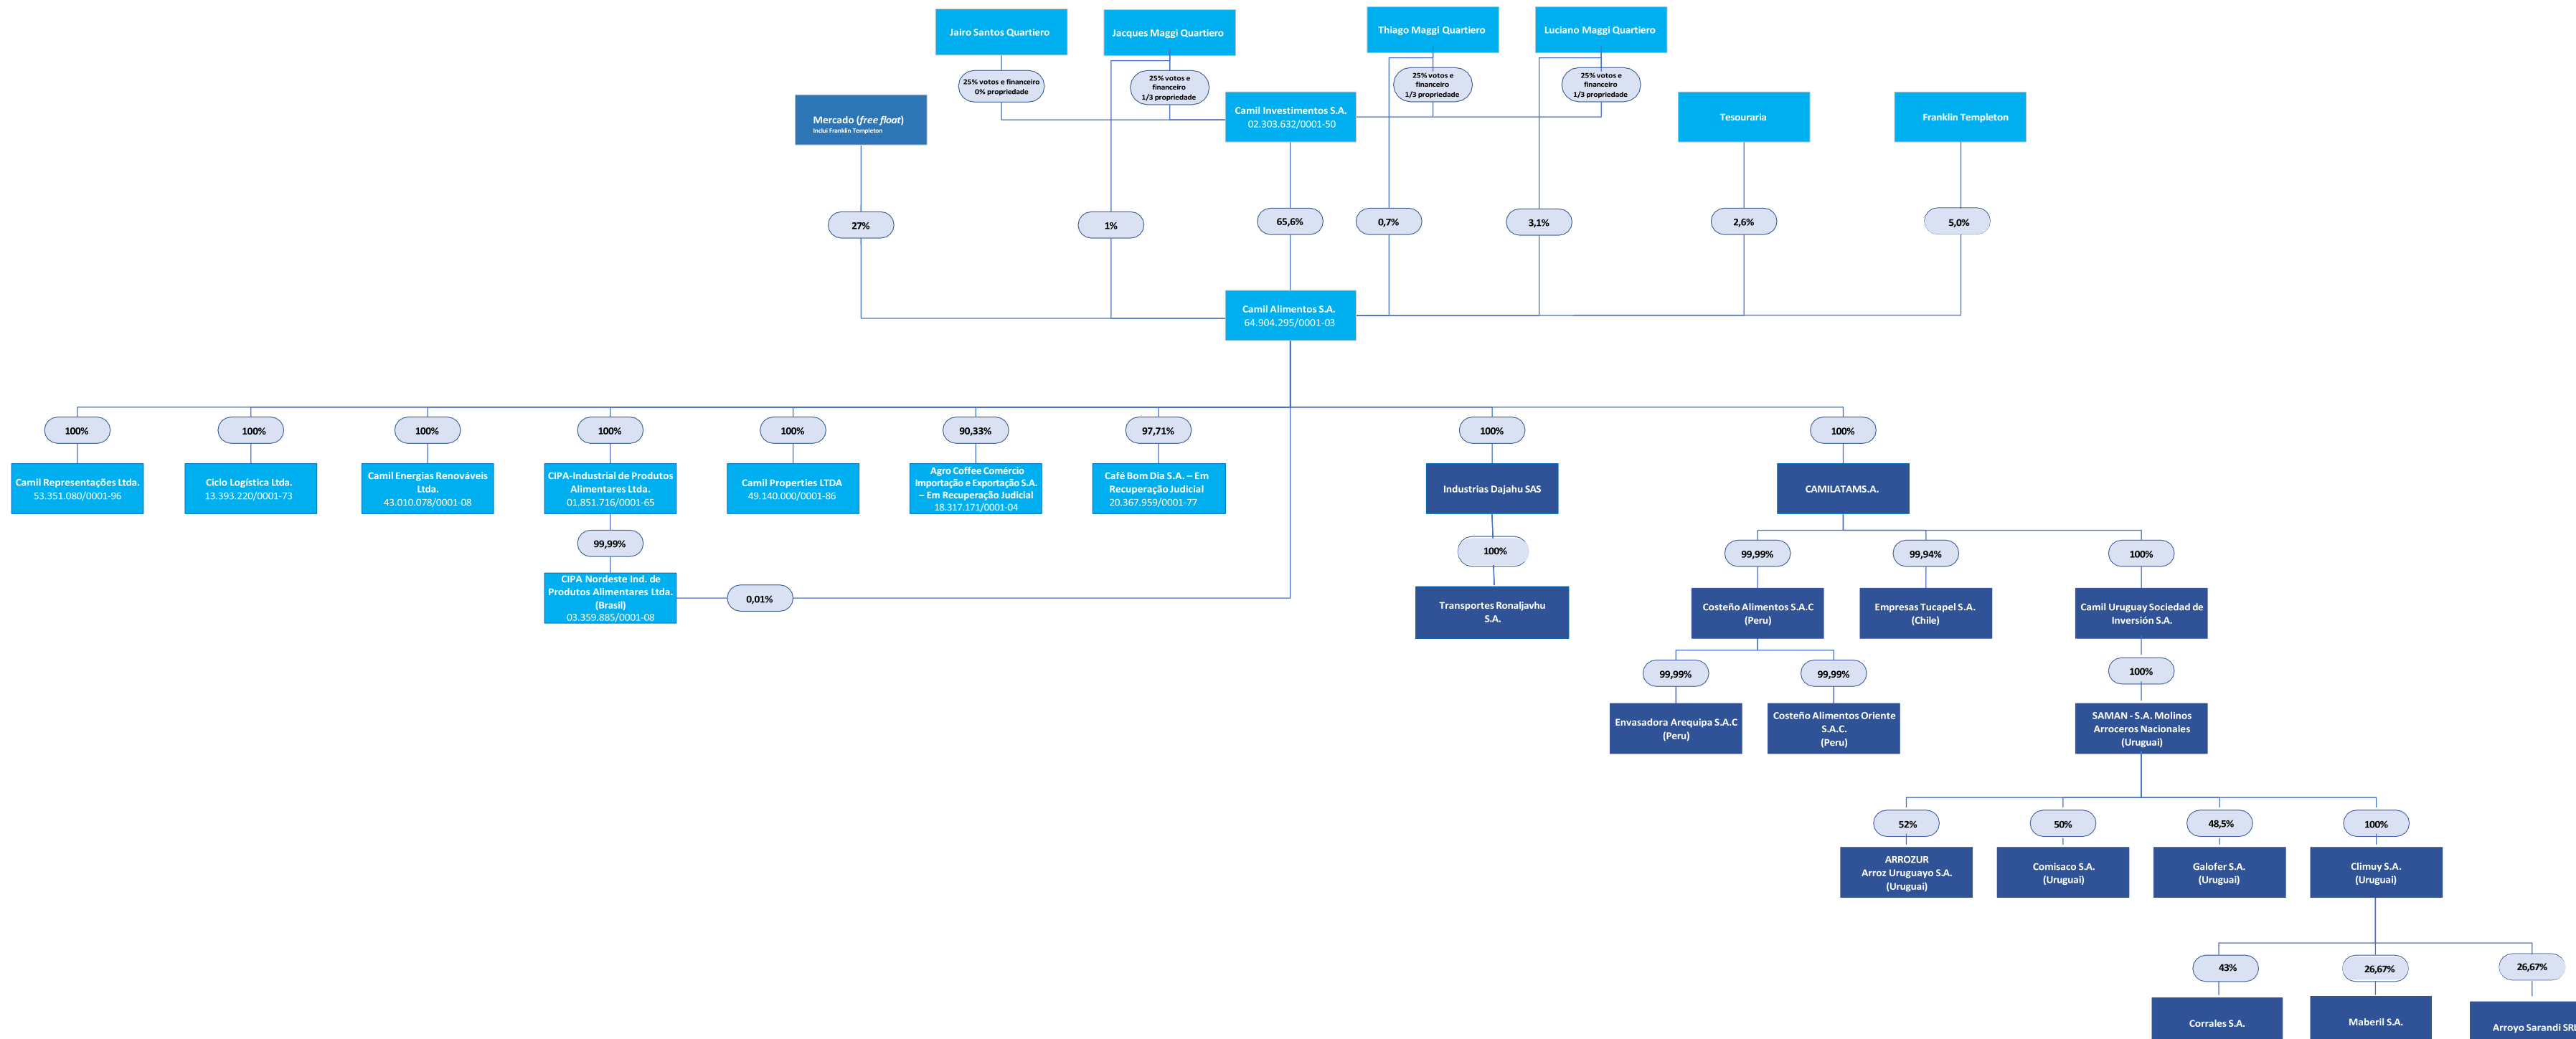 Jairo Santos Quartiero
Jacques Maggi Quartiero
Thiago Maggi Quartiero
Luciano Maggi Quartiero
25% votos e financeiro
0% propriedade
25% votos e
financeiro
1/3 propriedade
25% votos e
financeiro
1/3 propriedade
25% votos e
financeiro
1/3 propriedade
Mercado (free float)
Inclui Franklin Templeton
Camil Investimentos S.A.
02.303.632/0001-50
Tesouraria
Franklin Templeton
27%
1%
65,6%
0,7%
3,1%
2,6%
5,0%
Camil Alimentos S.A.
64.904.295/0001-03
100%
100%
100%
100%
100%
90,33%
97,71%
100%
100%
Camil Representações Ltda.
53.351.080/0001-96
Ciclo Logística Ltda.
13.393.220/0001-73
Camil Energias Renováveis
Ltda.
43.010.078/0001-08
CIPA-Industrial de Produtos
Alimentares Ltda.
01.851.716/0001-65
Camil Properties LTDA
49.140.000/0001-86
Agro Coffee Comércio
Importação e Exportação S.A.
– Em Recuperação Judicial
18.317.171/0001-04
Café Bom Dia S.A. – Em
Recuperação Judicial
20.367.959/0001-77
Industrias Dajahu SAS
CAMILATAMS.A.
99,99%
100%
99,99%
99,94%
100%
CIPA Nordeste Ind. de
Produtos Alimentares Ltda.
(Brasil)
03.359.885/0001-08
0,01%
Transportes Ronaljavhu
S.A.
Costeño Alimentos S.A.C
(Peru)
Empresas Tucapel S.A.
(Chile)
Camil Uruguay Sociedad de
Inversión S.A.
99,99%
99,99%
100%
Envasadora Arequipa S.A.C
(Peru)
Costeño Alimentos Oriente
S.A.C.
(Peru)
SAMAN - S.A. Molinos
Arroceros Nacionales
(Uruguai)
52%
50%
48,5%
100%
ARROZUR
Arroz Uruguayo S.A.
(Uruguai)
Comisaco S.A.
(Uruguai)
Galofer S.A.
(Uruguai)
Climuy S.A.
(Uruguai)
43%
26,67%
26,67%
Corrales S.A.
Maberil S.A.
Arroyo Sarandi